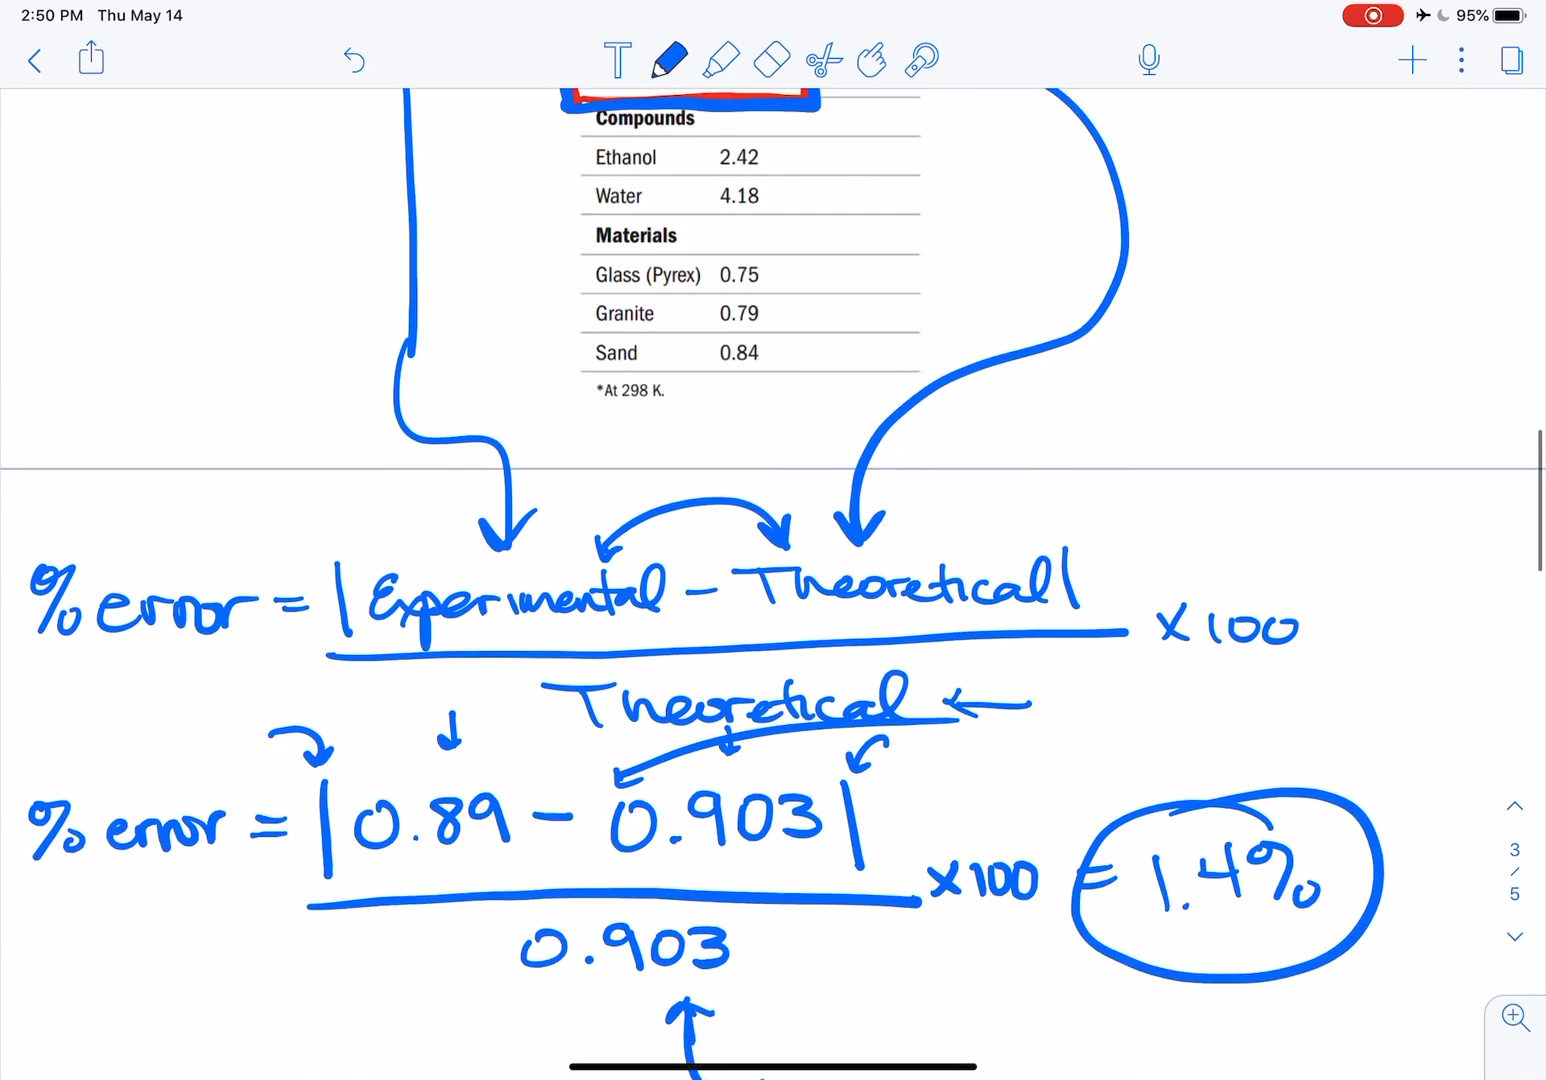 2:50 PM Thu May 14
95%
Compounds
Ethanol 2.42
Water 4.18
Materials
Glass (Pyrex) 0.75
Granite 0.79
Sand 0.84
*At 298 K.
% error = | Experimental - Theoretical | x 100
Theoretical
% error = | 0.89 - 0.903 | x100 = 1.4%
0.903
3
/
5